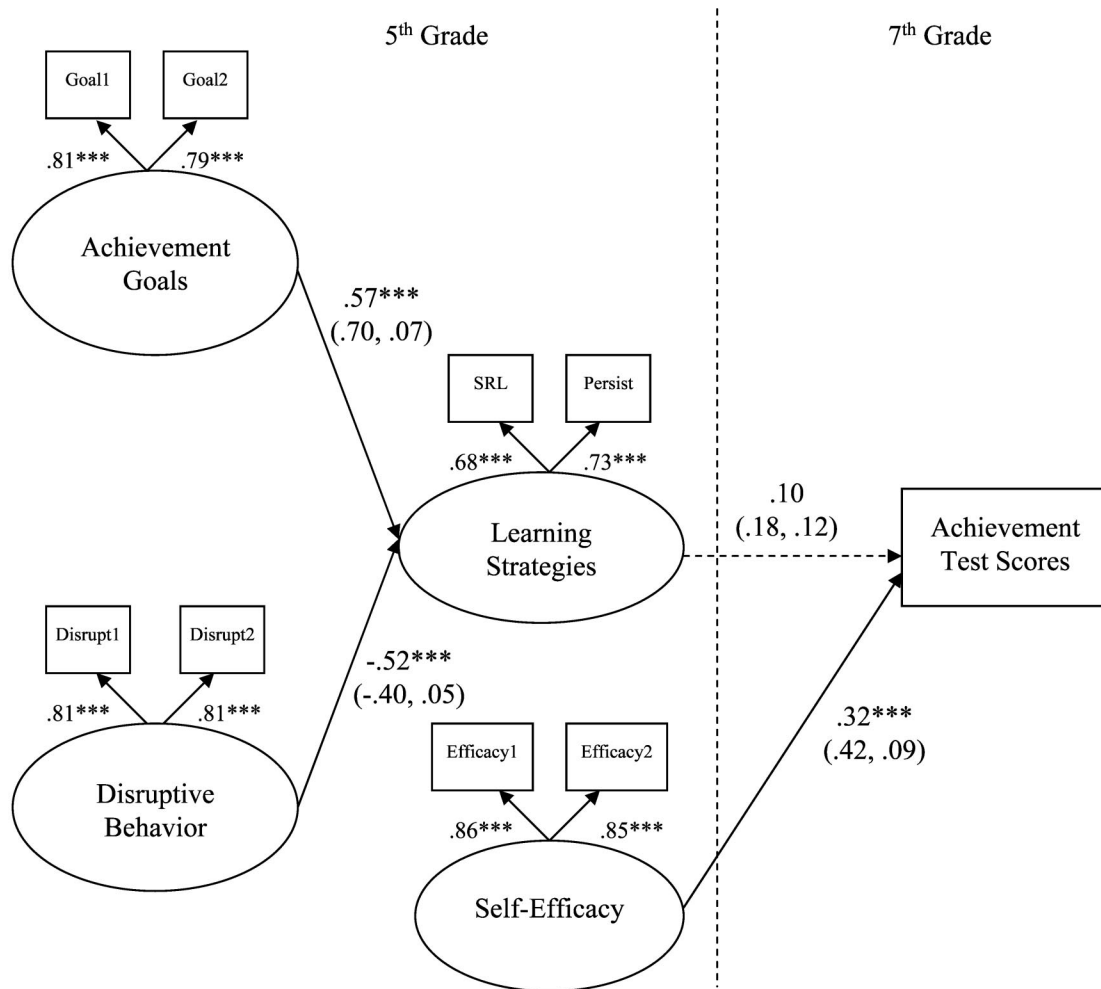 5th Grade
7th Grade
Goal1
Goal2
.81***
.79***
Achievement
Goals
.57***
(.70, .07)
SRL
Persist
.68***
.73***
Learning
Strategies
.10
(.18, .12)
Achievement
Test Scores
Disrupt1
Disrupt2
.81***
.81***
Disruptive
Behavior
-.52***
(-.40, .05)
Efficacy1
Efficacy2
.86***
.85***
Self-Efficacy
.32***
(.42, .09)